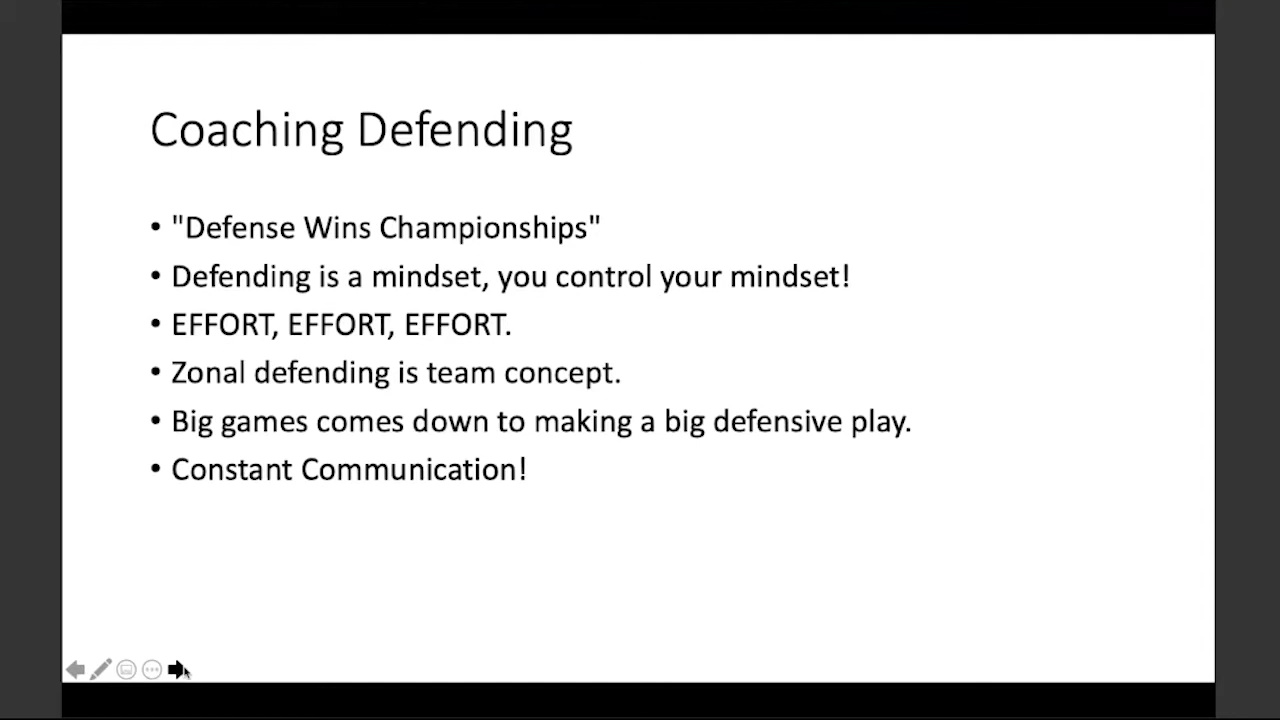 Coaching Defending
• "Defense Wins Championships"
• Defending is a mindset, you control your mindset!
• EFFORT, EFFORT, EFFORT.
• Zonal defending is team concept.
• Big games comes down to making a big defensive play.
• Constant Communication!